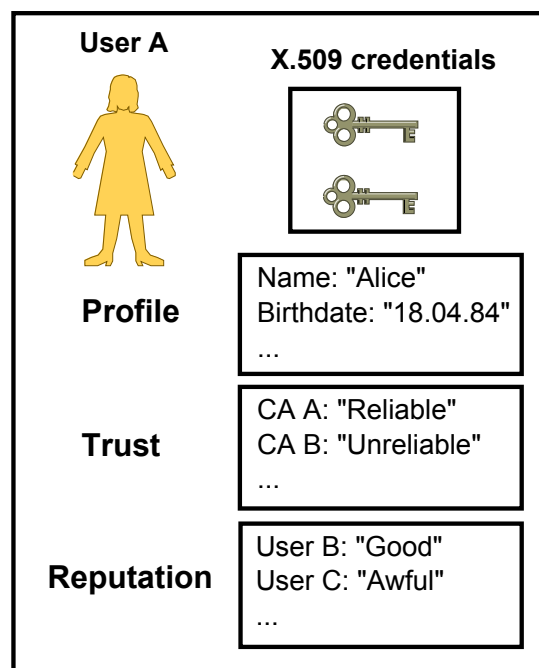 User A
X.509 credentials
Profile
Name: "Alice"
Birthdate: "18.04.84"
...
Trust
CA A: "Reliable"
CA B: "Unreliable"
...
Reputation
User B: "Good"
User C: "Awful"
...